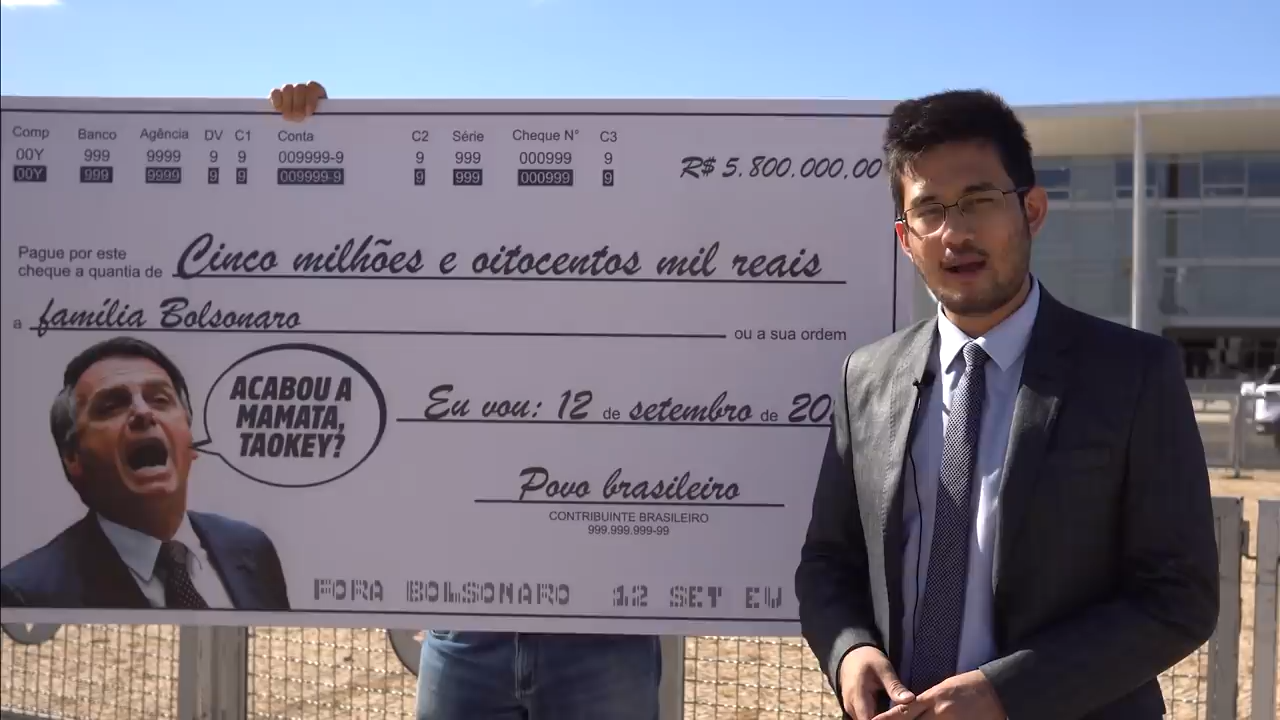 Comp Banco Agência DV C1 Conta C2 Série Cheque N° C3
00Y 999 9999 9 9 009999-9 9 999 000999 9
00Y 999 9999 9 9 009999-9 9 999 000999 9
R$ 5.800.000,00
Pague por este
cheque a quantia de Cinco milhões e oitocentos mil reais
a família Bolsonaro ou a sua ordem
ACABOU A
MAMATA,
TAOKEY?
Eu vou: 12 de setembro de 20
Povo brasileiro
CONTRIBUINTE BRASILEIRO
999.999.999-99
FORA BOLSONARO 12 SET EU